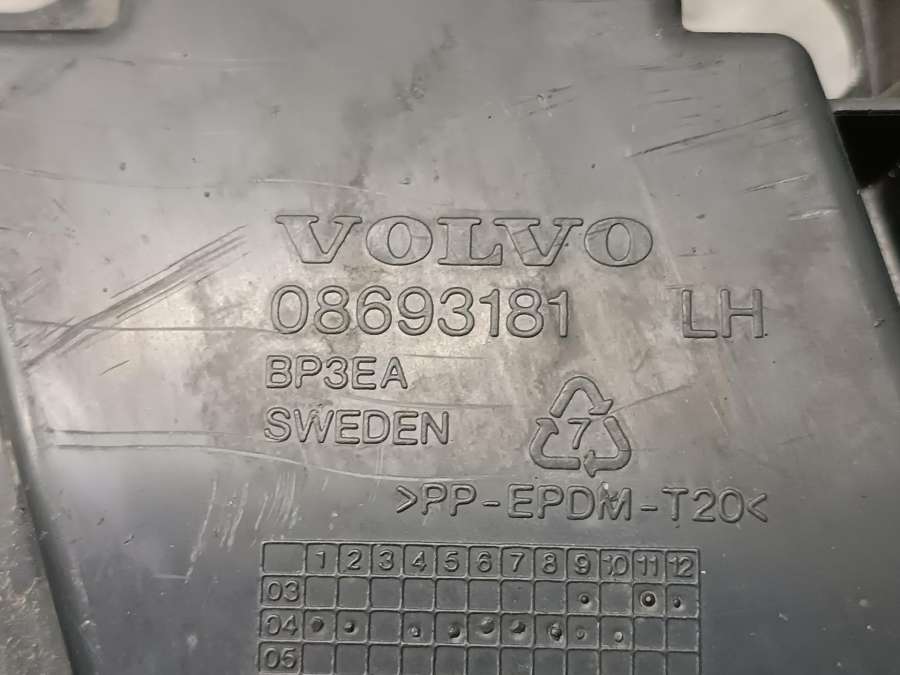 VOLVO
08693181 LH
BP3EA
SWEDEN
7
>PP-EPDM-T20<
1 2 3 4 5 6 7 8 9 10 11 12
03
04
05